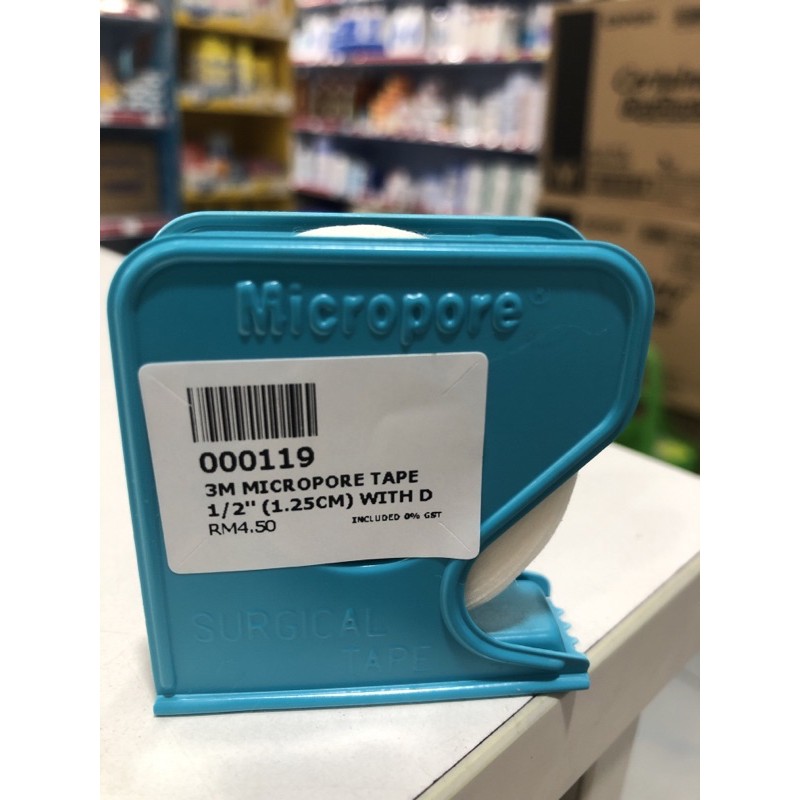 Micropore®
000119
3M MICROPORE TAPE
1/2" (1.25CM) WITH D
RM4.50 INCLUDED 0% GST
SURGICAL
TAPE